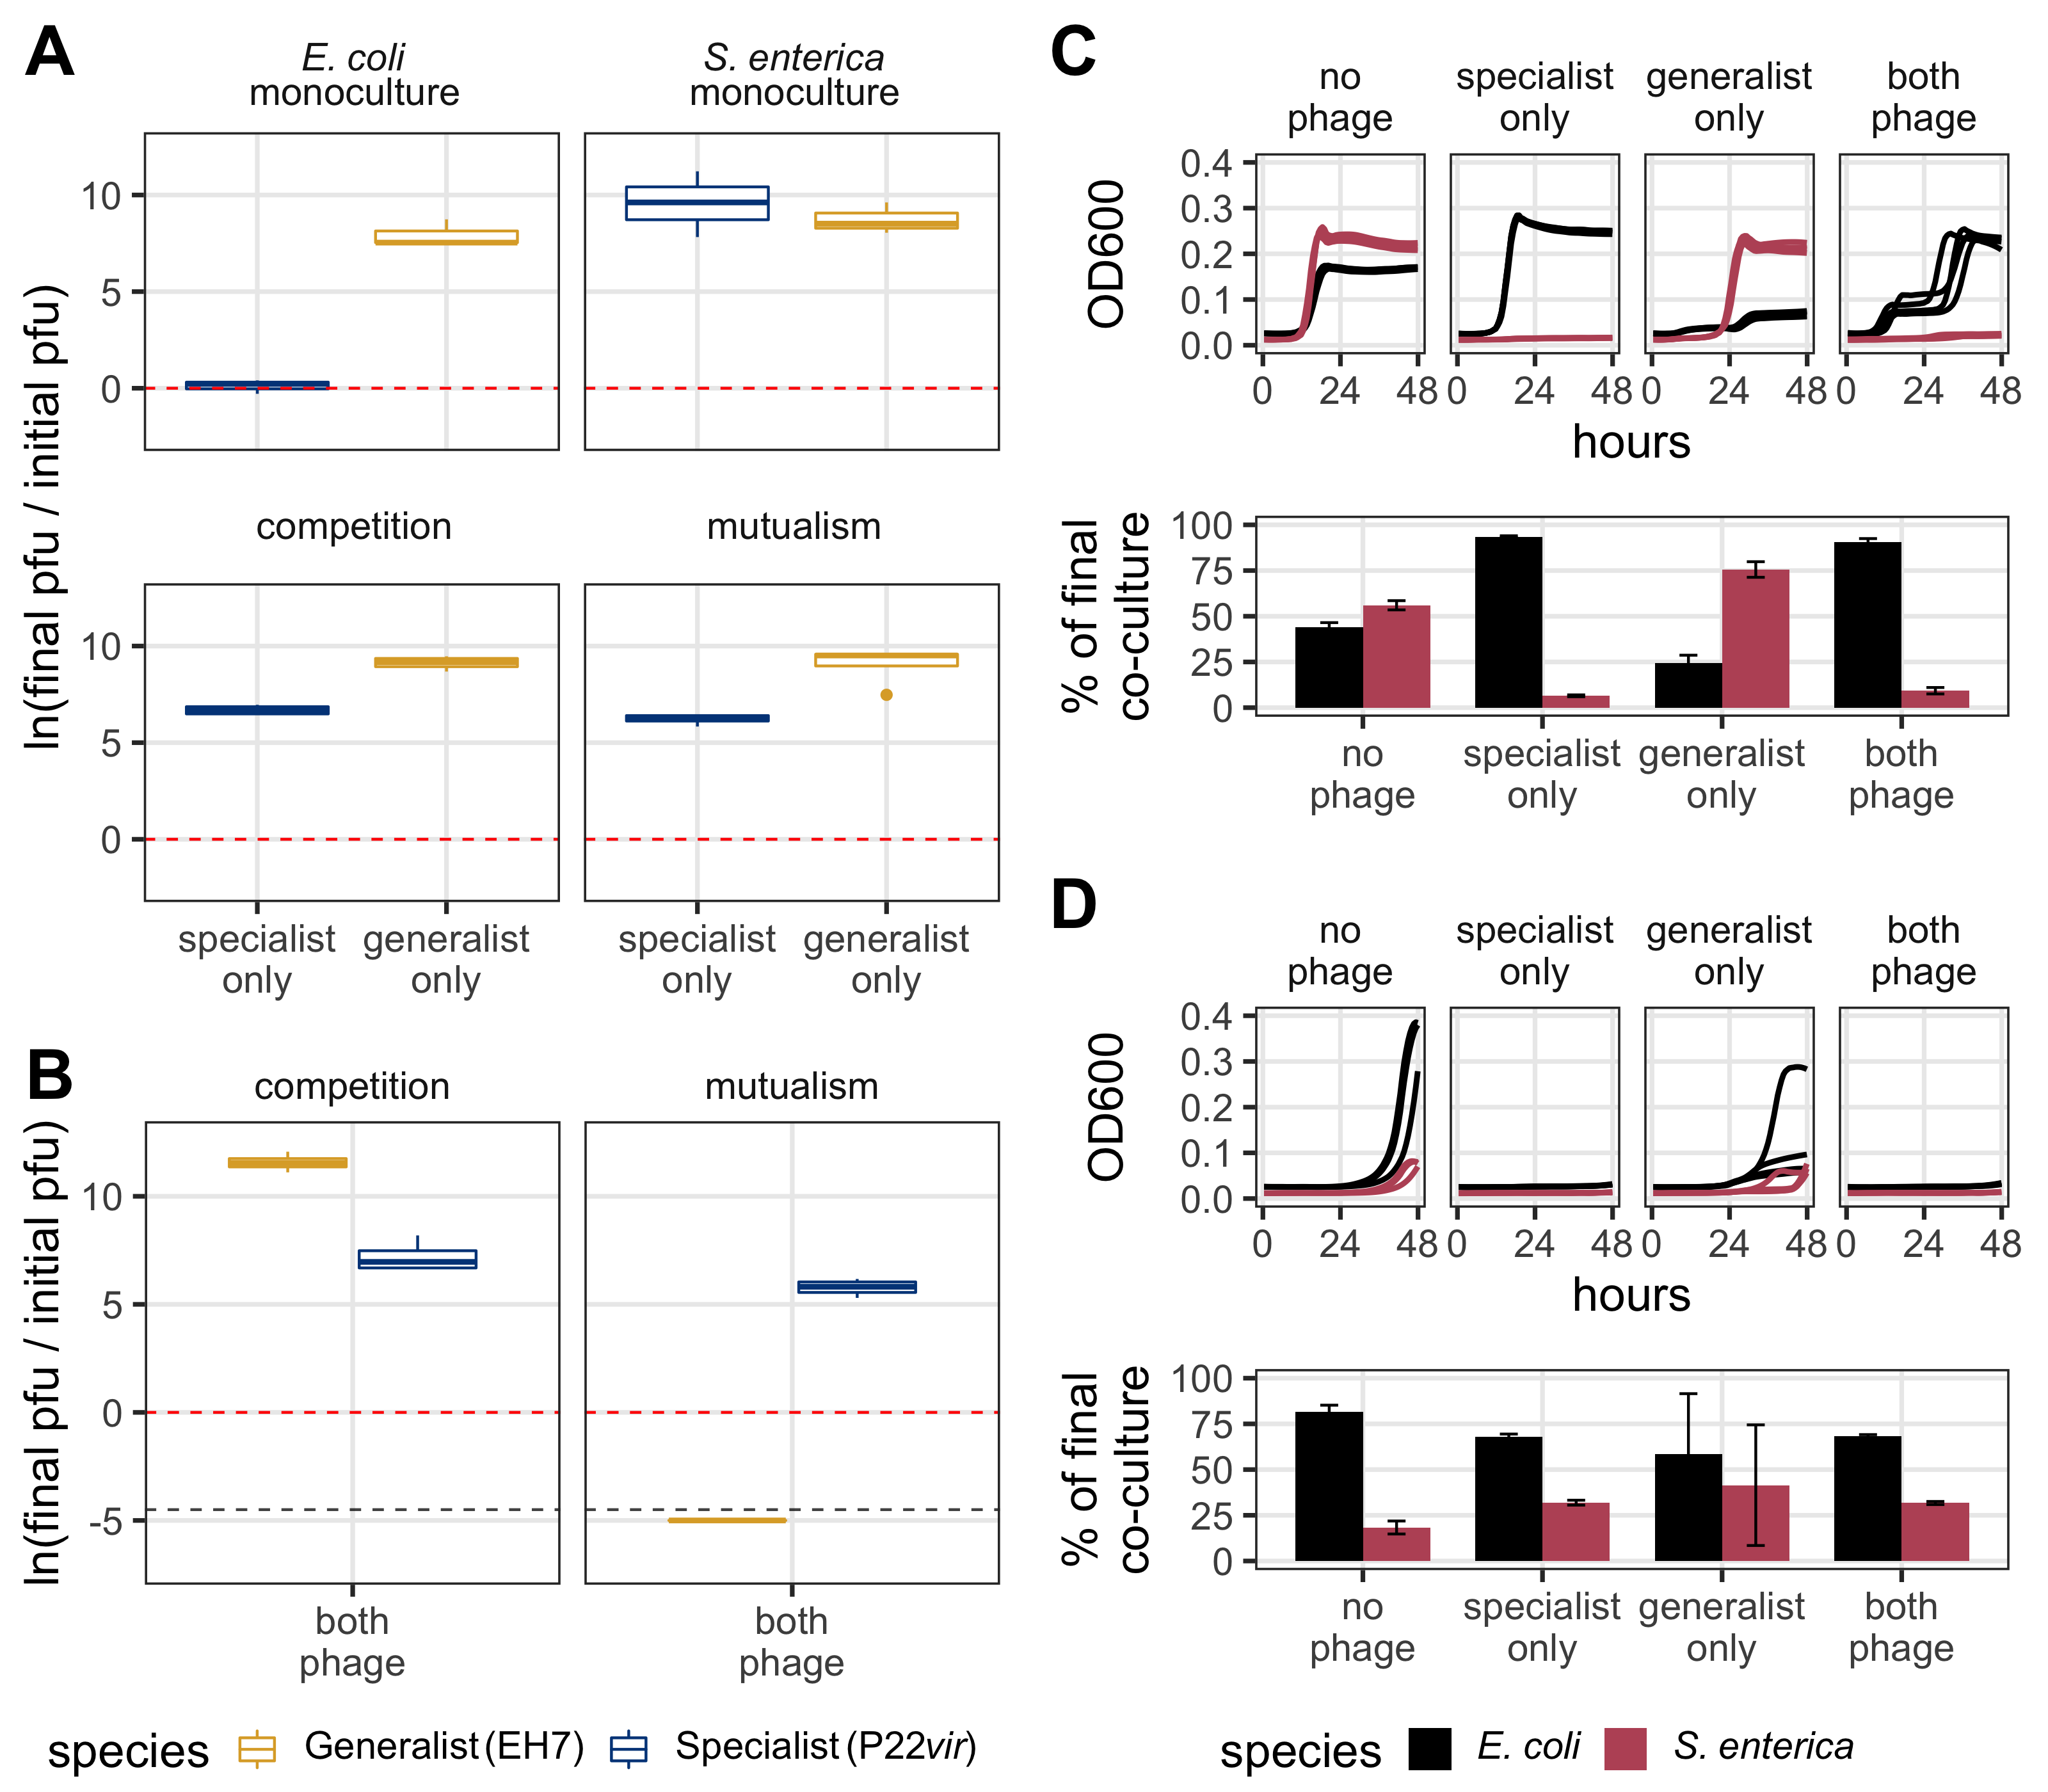 A
E. coli
monoculture
S. enterica
monoculture
ln(final pfu / initial pfu)
10
5
0
competition
mutualism
10
5
0
specialist
only
generalist
only
specialist
only
generalist
only
B
competition
mutualism
ln(final pfu / initial pfu)
10
5
0
-5
both
phage
both
phage
species
Generalist (EH7)
Specialist (P22vir)
C
no
phage
specialist
only
generalist
only
both
phage
OD600
0.4
0.3
0.2
0.1
0.0
0 24 48 0 24 48 0 24 48 0 24 48
hours
% of final
co-culture
100
75
50
25
0
no
phage
specialist
only
generalist
only
both
phage
D
no
phage
specialist
only
generalist
only
both
phage
OD600
0.4
0.3
0.2
0.1
0.0
0 24 48 0 24 48 0 24 48 0 24 48
hours
% of final
co-culture
100
75
50
25
0
no
phage
specialist
only
generalist
only
both
phage
species
E. coli
S. enterica